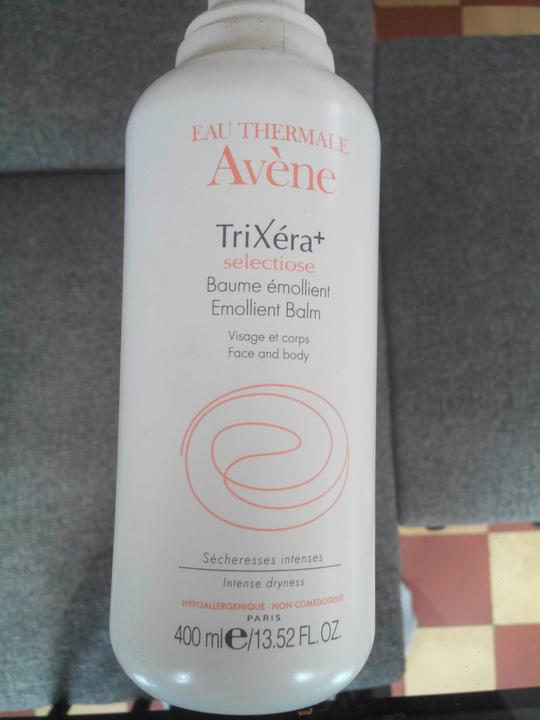 EAU THERMALE
Avène
TriXéra+
selectiose
Baume émollient
Emollient Balm
Visage et corps
Face and body
Sécheresses intenses
Intense dryness
HYPOALLERGENIQUE - NON COMEDOGENE
PARIS
400 ml e/13.52 FL. OZ.